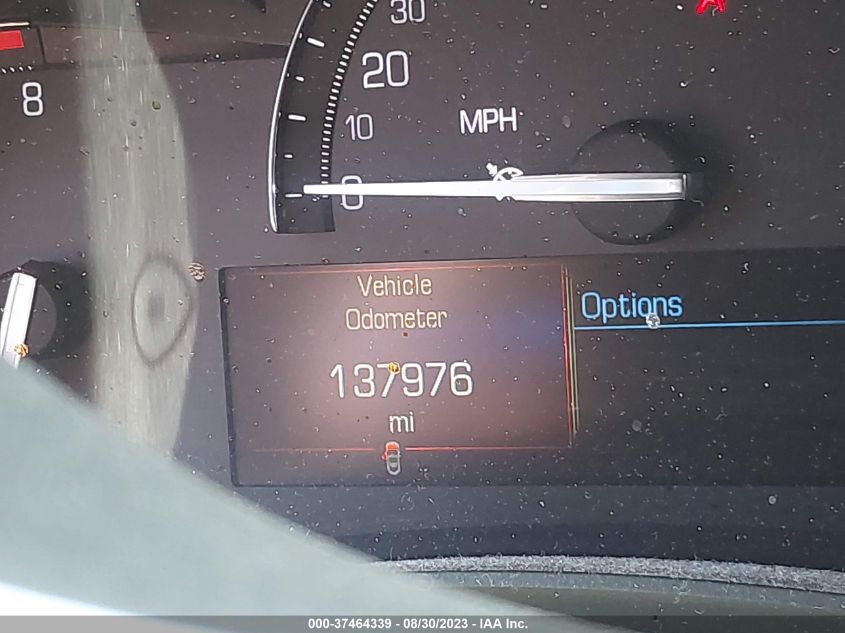 30
20
10
0
MPH
8
Vehicle
Odometer
137976
mi
Options
000-37464339 - 08/30/2023 - IAA Inc.